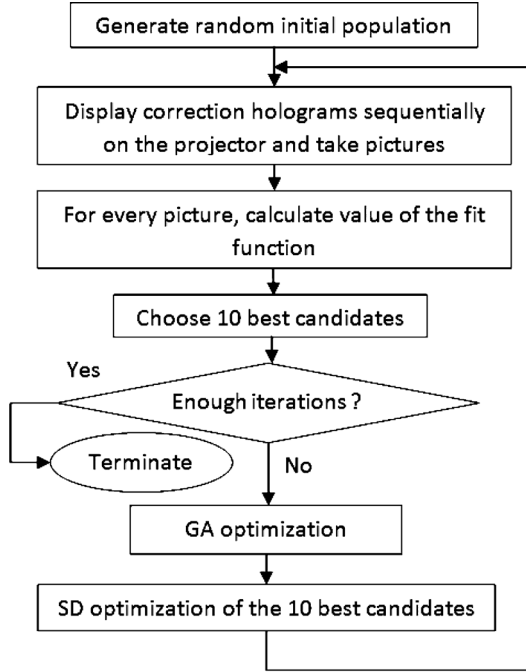 Generate random initial population
Display correction holograms sequentially
on the projector and take pictures
For every picture, calculate value of the fit
function
Choose 10 best candidates
Yes
Enough iterations ?
Terminate
No
GA optimization
SD optimization of the 10 best candidates